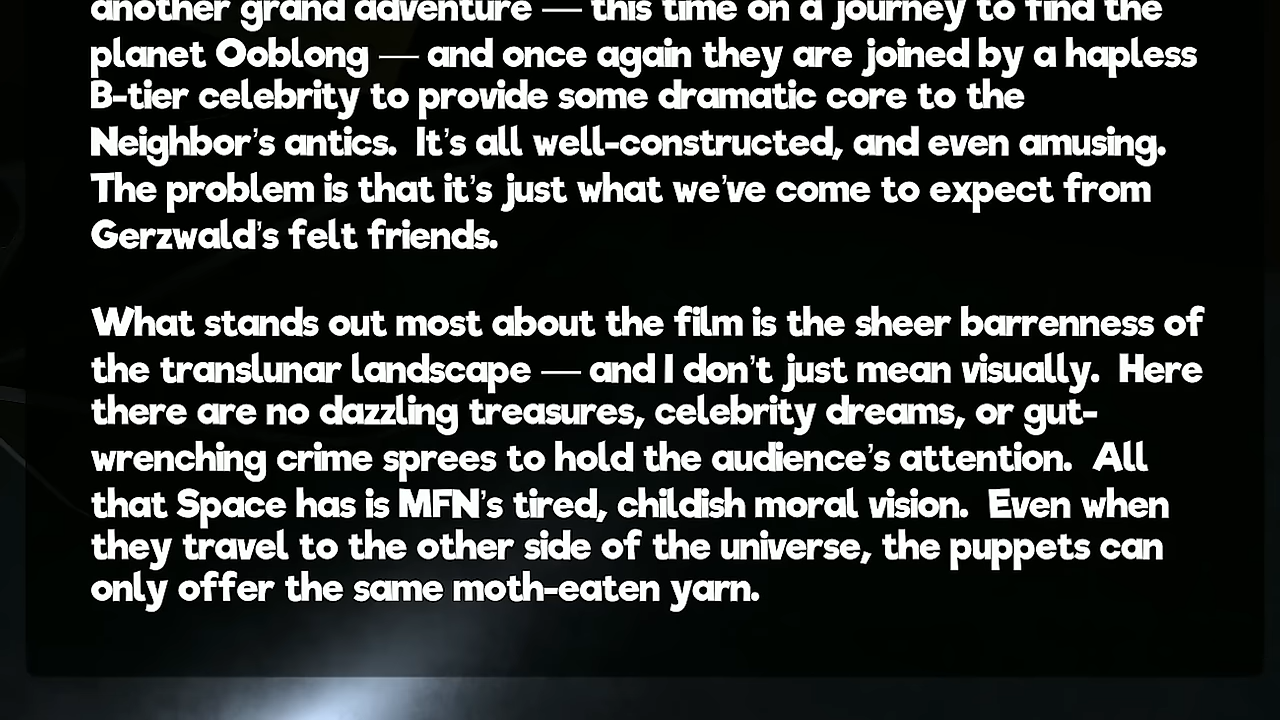 another grand adventure — this time on a journey to find the
planet Ooblong — and once again they are joined by a hapless
B-tier celebrity to provide some dramatic core to the
Neighbor's antics.  It's all well-constructed, and even amusing.
The problem is that it's just what we've come to expect from
Gerzwald's felt friends.

What stands out most about the film is the sheer barrenness of
the translunar landscape — and I don't just mean visually.  Here
there are no dazzling treasures, celebrity dreams, or gut-
wrenching crime sprees to hold the audience's attention.  All
that Space has is MFN's tired, childish moral vision.  Even when
they travel to the other side of the universe, the puppets can
only offer the same moth-eaten yarn.